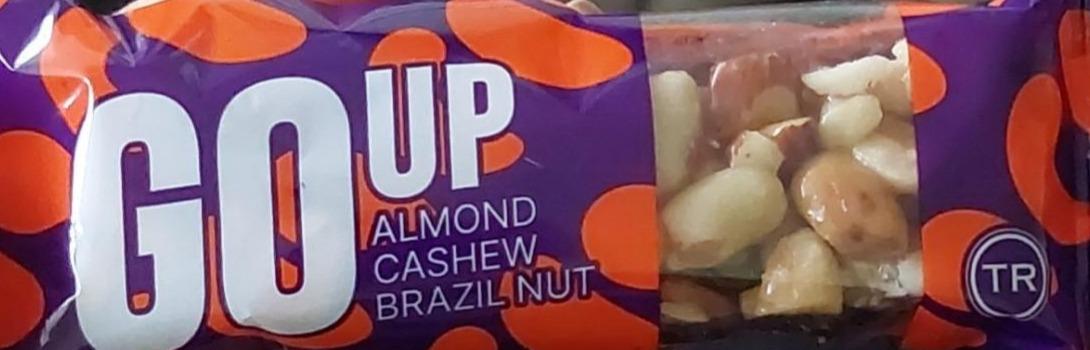 GO UP
ALMOND
CASHEW
BRAZIL NUT
TR